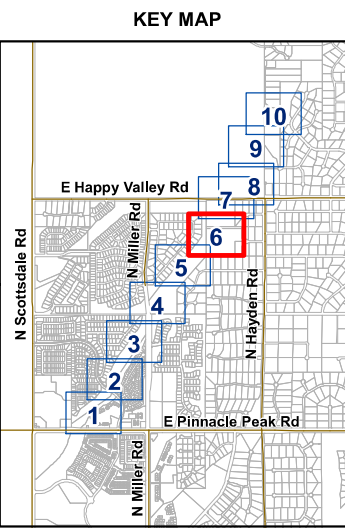 KEY MAP
10
9
8
E Happy Valley Rd
7
N Miller Rd
6
N Scottsdale Rd
5
N Hayden Rd
4
3
2
1
E Pinnacle Peak Rd
N Miller Rd